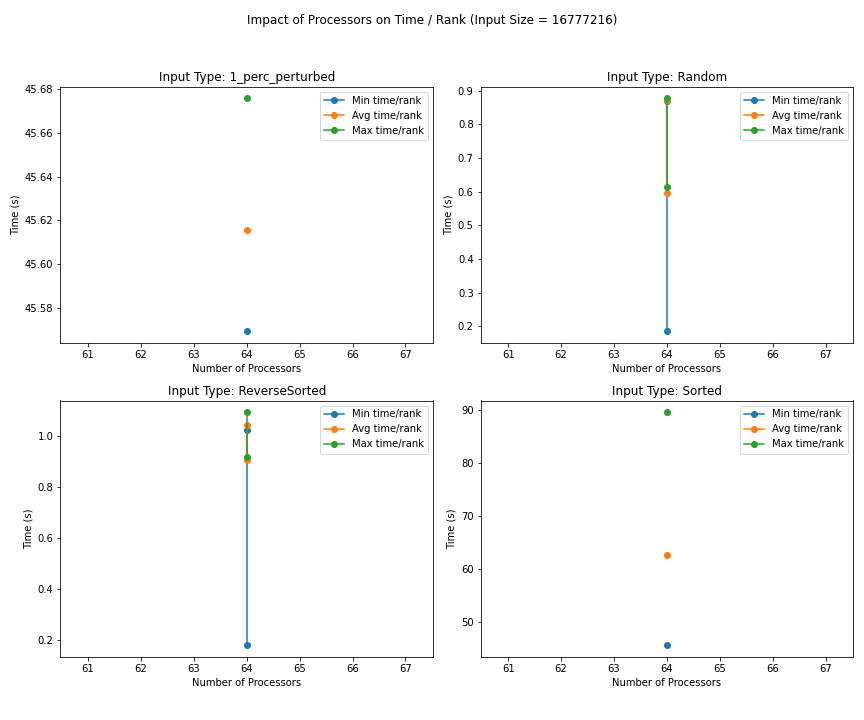 Impact of Processors on Time / Rank (Input Size = 16777216)
Input Type: 1_perc_perturbed
45.68
45.66
45.64
45.62
45.60
45.58
Time (s)
Min time/rank
Avg time/rank
Max time/rank
61 62 63 64 65 66 67
Number of Processors
Input Type: Random
0.9
0.8
0.7
0.6
0.5
0.4
0.3
0.2
Time (s)
Min time/rank
Avg time/rank
Max time/rank
61 62 63 64 65 66 67
Number of Processors
Input Type: ReverseSorted
1.0
0.8
0.6
0.4
0.2
Time (s)
Min time/rank
Avg time/rank
Max time/rank
61 62 63 64 65 66 67
Number of Processors
Input Type: Sorted
90
80
70
60
50
Time (s)
Min time/rank
Avg time/rank
Max time/rank
61 62 63 64 65 66 67
Number of Processors